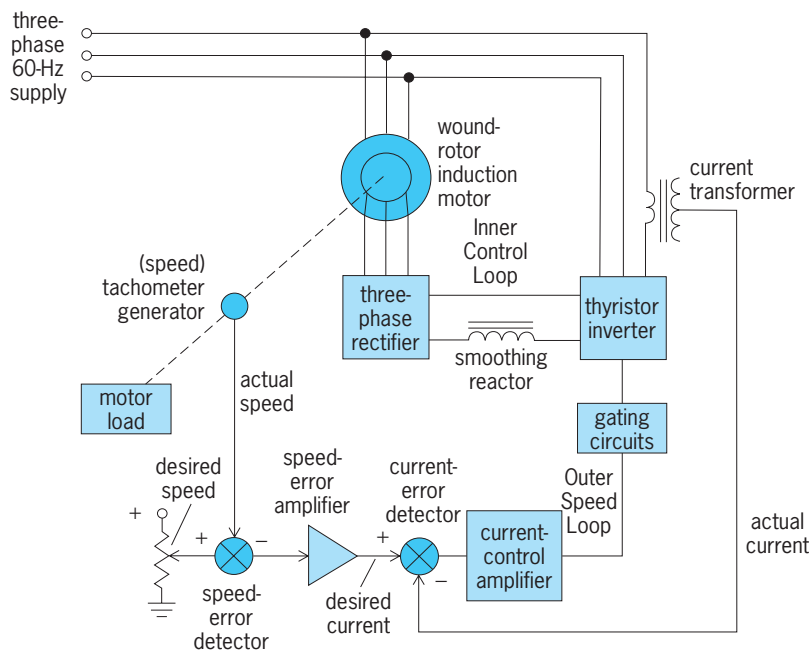 three-
phase
60-Hz
supply
wound-
rotor
induction
motor
current
transformer
Inner
Control
Loop
(speed)
tachometer
generator
three-
phase
rectifier
thyristor
inverter
smoothing
reactor
motor
load
actual
speed
gating
circuits
desired
speed
speed-
error
amplifier
current-
error
detector
Outer
Speed
Loop
actual
current
+
+
−
+
−
current-
control
amplifier
speed-
error
detector
desired
current